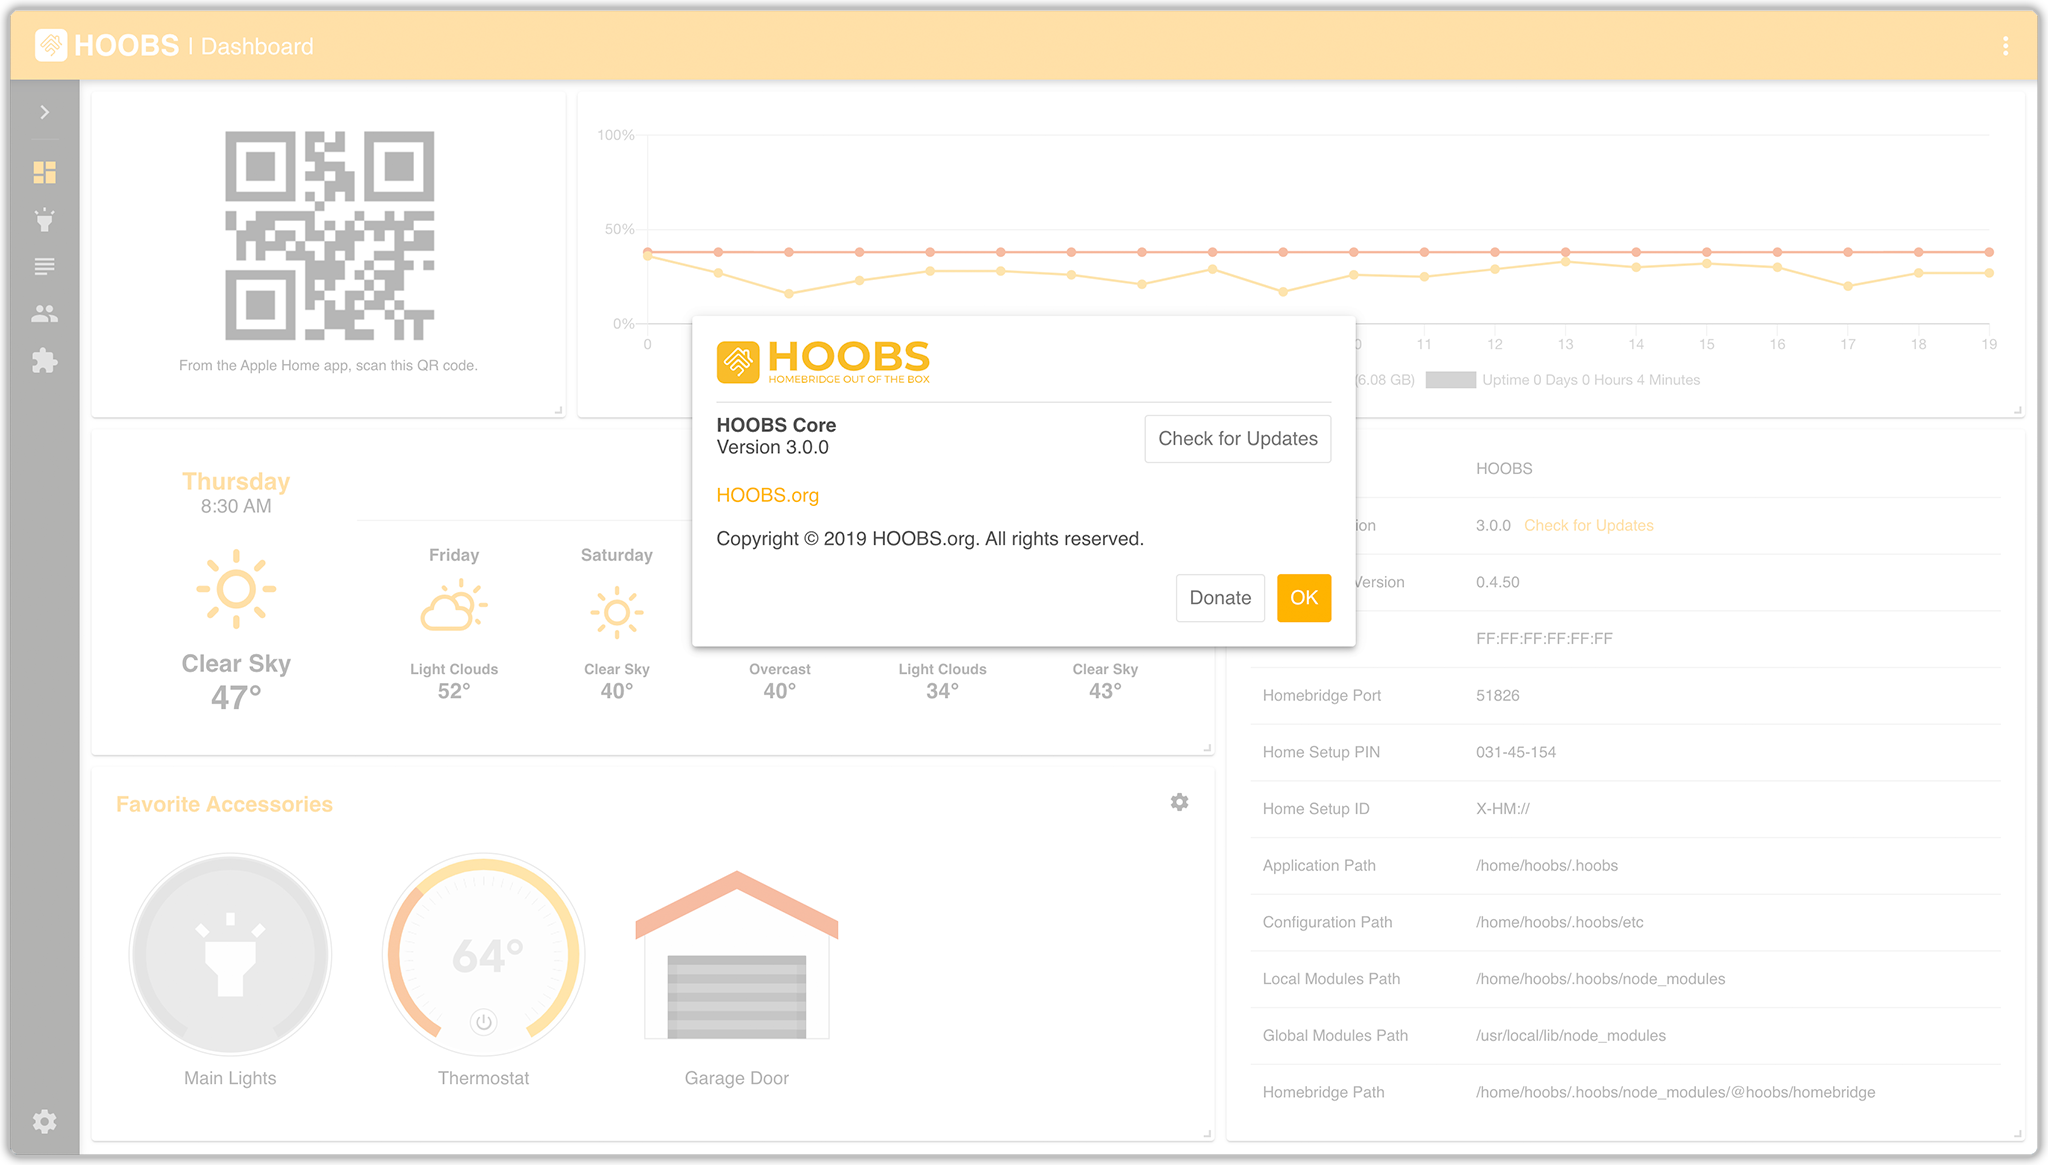 HOOBS | Dashboard
From the Apple Home app, scan this QR code.
100%
50%
0%
0
11 12 13 14 15 16 17 18 19
(6.08 GB) Uptime 0 Days 0 Hours 4 Minutes
HOOBS
HOMEBRIDGE OUT OF THE BOX
HOOBS Core
Version 3.0.0
Check for Updates
HOOBS.org
Copyright © 2019 HOOBS.org. All rights reserved.
Donate
OK
Thursday
8:30 AM
Clear Sky
47°
Friday
Light Clouds
52°
Saturday
Clear Sky
40°
Overcast
40°
Light Clouds
34°
Clear Sky
43°
HOOBS
3.0.0 Check for Updates
Version 0.4.50
FF:FF:FF:FF:FF:FF
Homebridge Port 51826
Home Setup PIN 031-45-154
Home Setup ID X-HM://
Application Path /home/hoobs/.hoobs
Configuration Path /home/hoobs/.hoobs/etc
Local Modules Path /home/hoobs/.hoobs/node_modules
Global Modules Path /usr/local/lib/node_modules
Homebridge Path /home/hoobs/.hoobs/node_modules/@hoobs/homebridge
Favorite Accessories
Main Lights
64°
Thermostat
Garage Door